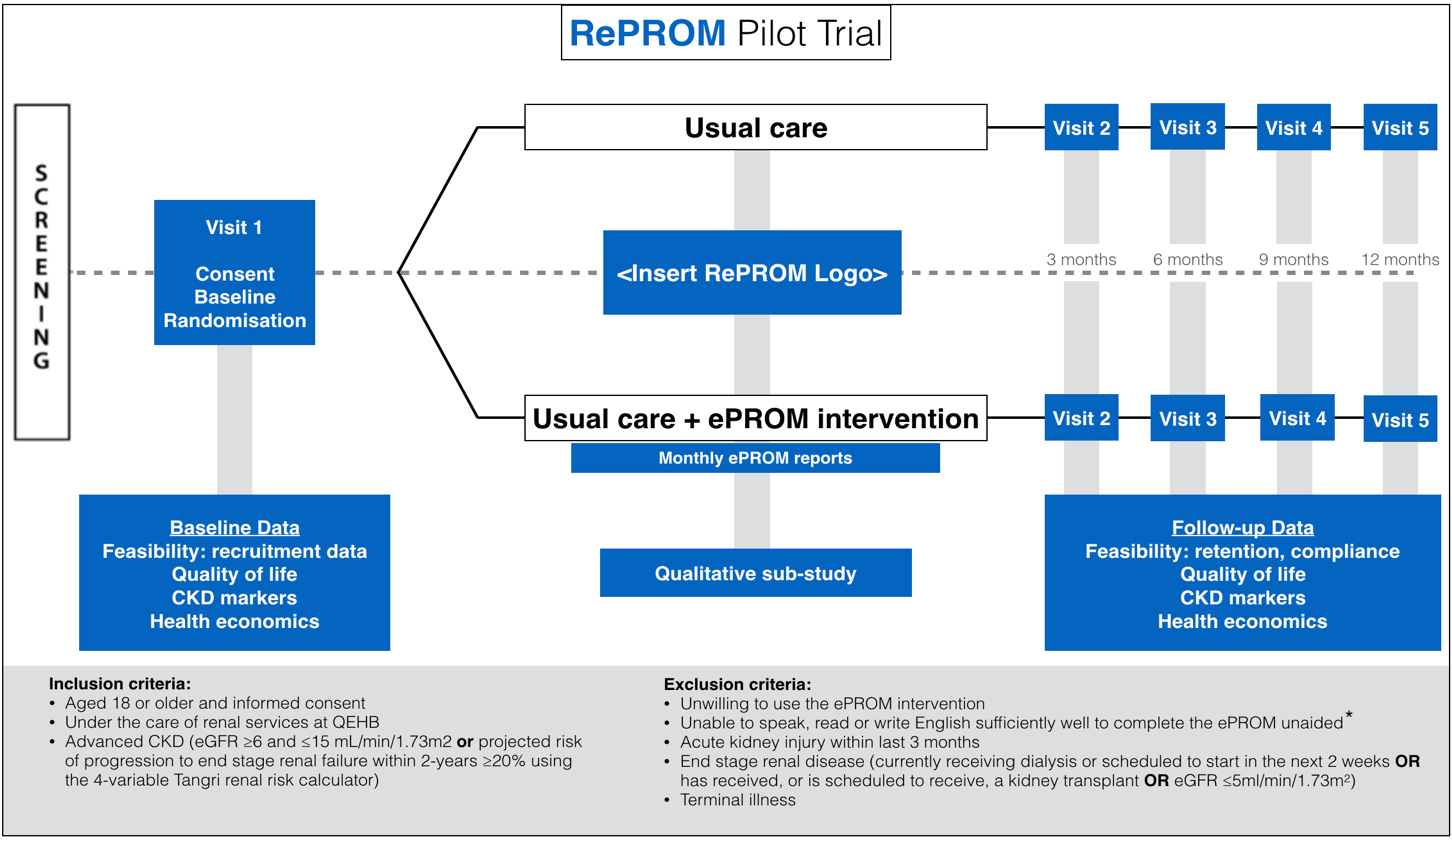 RePROM Pilot Trial
SCREENING
Visit 1
Consent
Baseline
Randomisation
Usual care
Visit 2
Visit 3
Visit 4
Visit 5
<Insert RePROM Logo>
3 months
6 months
9 months
12 months
Usual care + ePROM intervention
Visit 2
Visit 3
Visit 4
Visit 5
Monthly ePROM reports
Baseline Data
Feasibility: recruitment data
Quality of life
CKD markers
Health economics
Qualitative sub-study
Follow-up Data
Feasibility: retention, compliance
Quality of life
CKD markers
Health economics
Inclusion criteria:
• Aged 18 or older and informed consent
• Under the care of renal services at QEHB
• Advanced CKD (eGFR ≥6 and ≤15 mL/min/1.73m2 or projected risk
of progression to end stage renal failure within 2-years ≥20% using
the 4-variable Tangri renal risk calculator)
Exclusion criteria:
• Unwilling to use the ePROM intervention
• Unable to speak, read or write English sufficiently well to complete the ePROM unaided*
• Acute kidney injury within last 3 months
• End stage renal disease (currently receiving dialysis or scheduled to start in the next 2 weeks OR
has received, or is scheduled to receive, a kidney transplant OR eGFR ≤5ml/min/1.73m²)
• Terminal illness